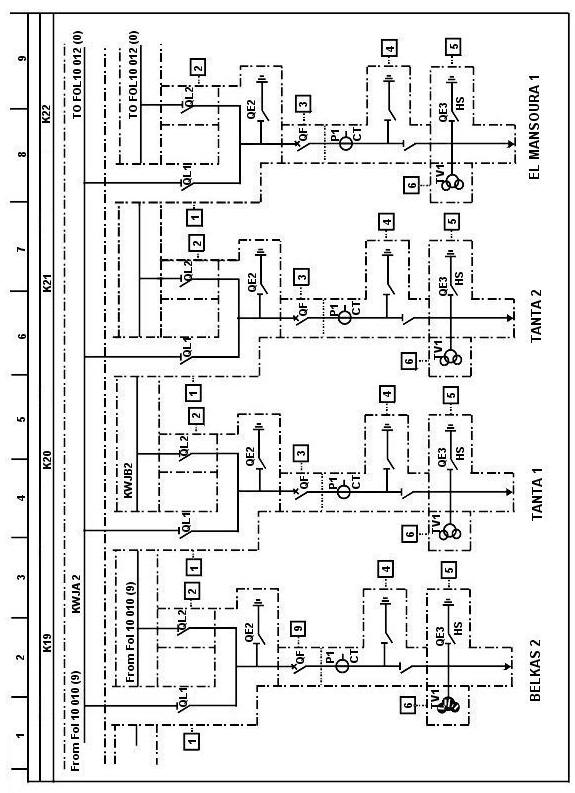 1 2 3 4 5 6 7 8 9
K19 K20 K21 K22
From Fol 10 010 (9) KWJA 2 TO FOL10 012 (0)
From Fol 10 010 (9) KWJB2 TO FOL10 012 (0)
QL1 QL2 QL1 QL2 QL1 QL2 QL1 QL2
1 2 1 2 1 2 1 2
QE2 QE2 QE2 QE2
QF 9 QF 3 QF 3 QF 3
P1 P1 P1 P1
CT CT CT CT
4 4 4 4
6 5 6 5 6 5 6 5
TV1 QE3 TV1 QE3 TV1 QE3 TV1 QE3
HS HS HS HS
BELKAS 2 TANTA 1 TANTA 2 EL MANSOURA 1